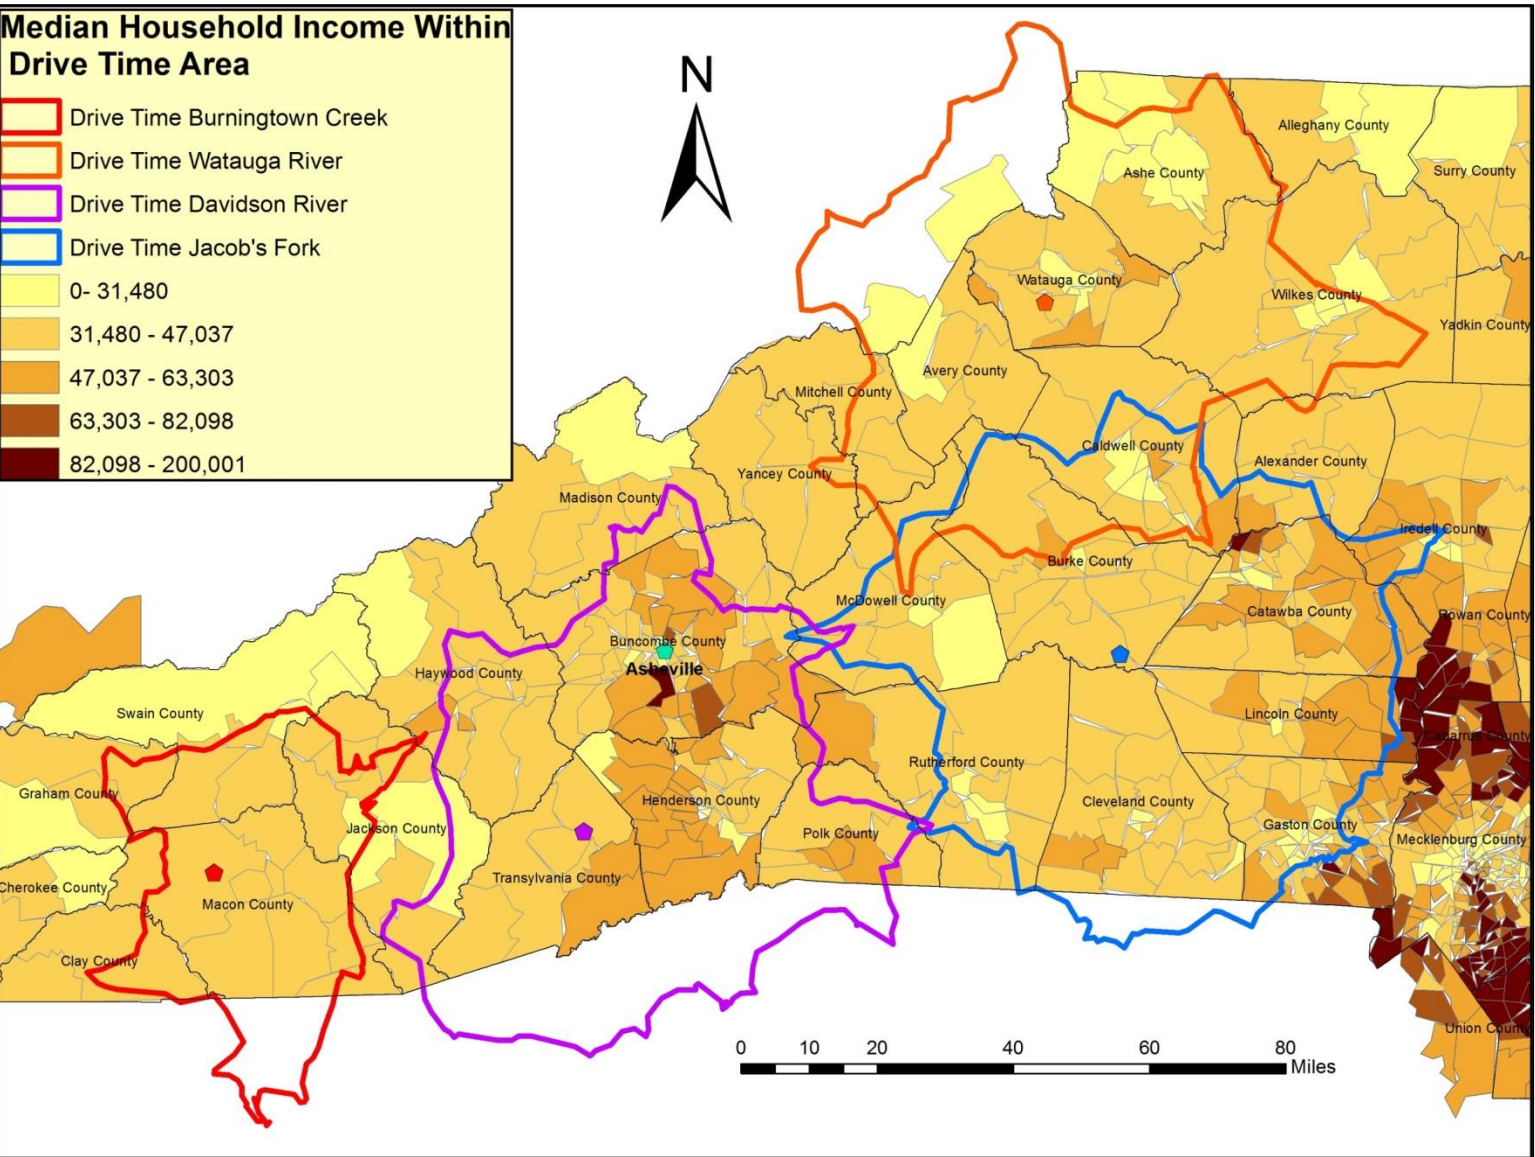 Median Household Income Within
Drive Time Area
Drive Time Burningtown Creek
Drive Time Watauga River
Drive Time Davidson River
Drive Time Jacob's Fork
0- 31,480
31,480 - 47,037
47,037 - 63,303
63,303 - 82,098
82,098 - 200,001
N
Alleghany County
Surry County
Ashe County
Watauga County
Wilkes County
Yadkin County
Avery County
Mitchell County
Caldwell County
Alexander County
Yancey County
Madison County
Iredell County
Burke County
McDowell County
Catawba County
Rowan County
Buncombe County
Asheville
Haywood County
Swain County
Lincoln County
Cabarrus County
Rutherford County
Graham County
Henderson County
Cleveland County
Jackson County
Polk County
Gaston County
Mecklenburg County
Cherokee County
Transylvania County
Macon County
Clay County
Union County
0 10 20 40 60 80
Miles